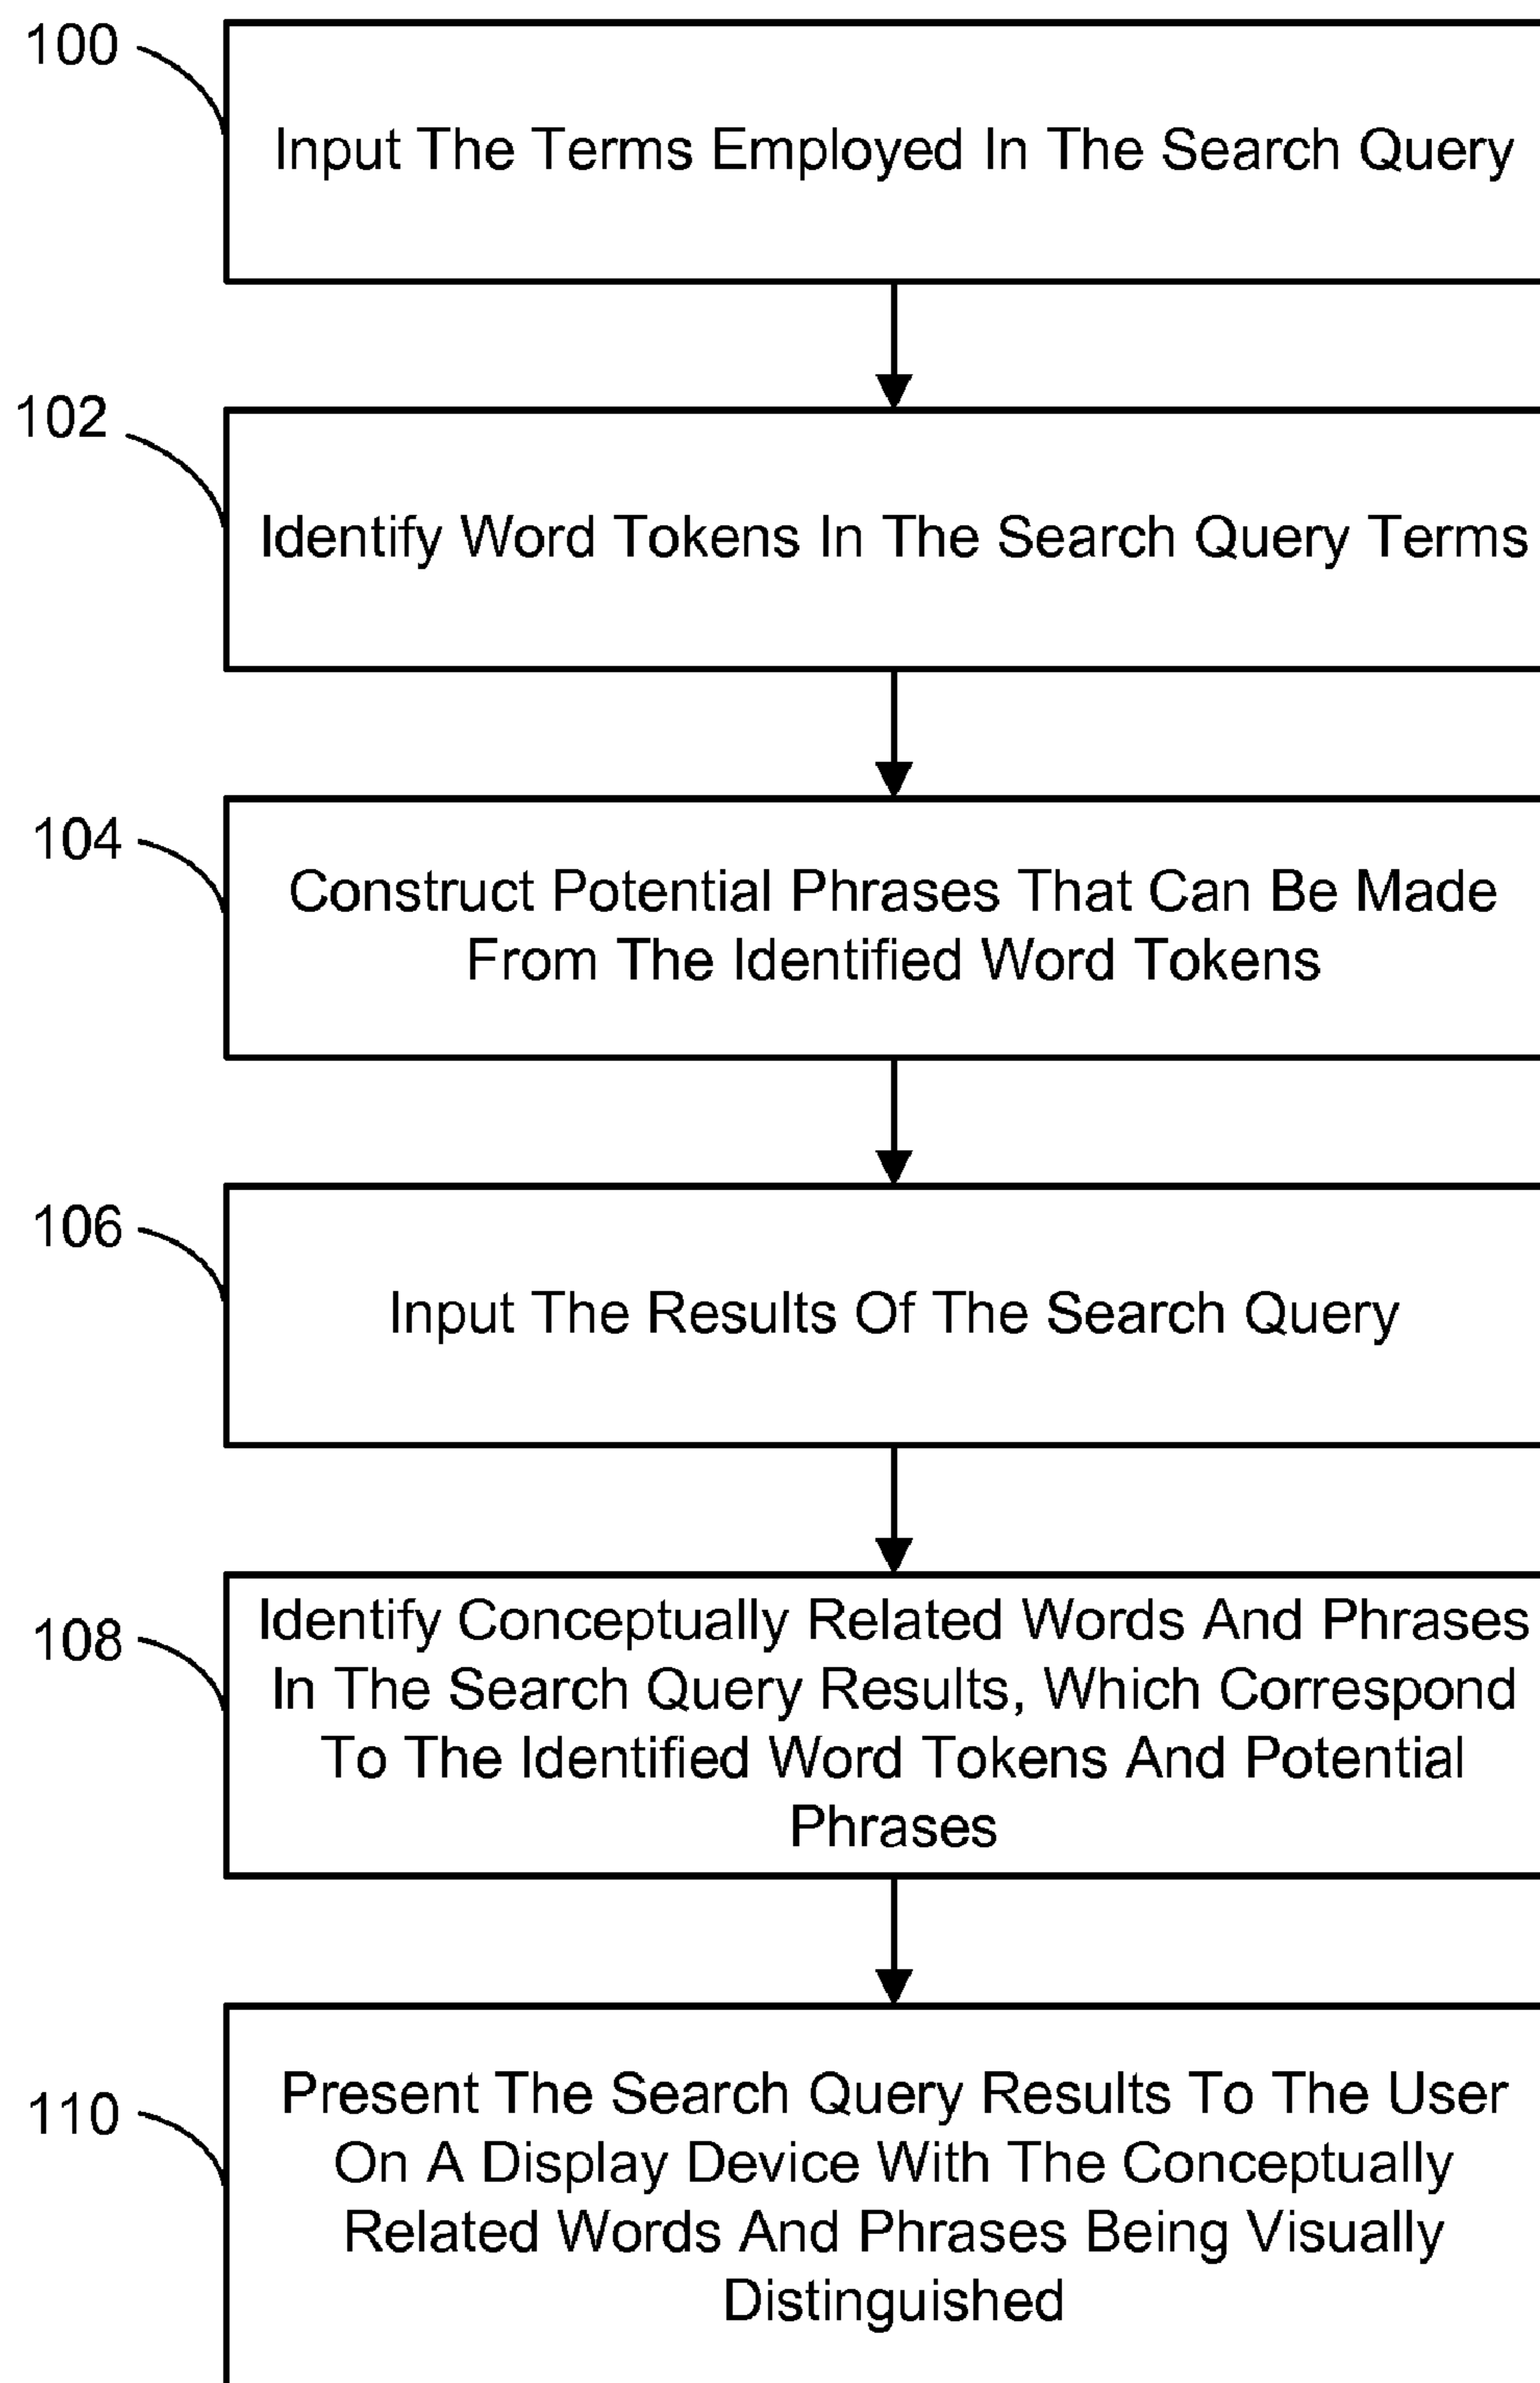 100
Input The Terms Employed In The Search Query
102
Identify Word Tokens In The Search Query Terms
104
Construct Potential Phrases That Can Be Made
From The Identified Word Tokens
106
Input The Results Of The Search Query
108
Identify Conceptually Related Words And Phrases
In The Search Query Results, Which Correspond
To The Identified Word Tokens And Potential
Phrases
110
Present The Search Query Results To The User
On A Display Device With The Conceptually
Related Words And Phrases Being Visually
Distinguished